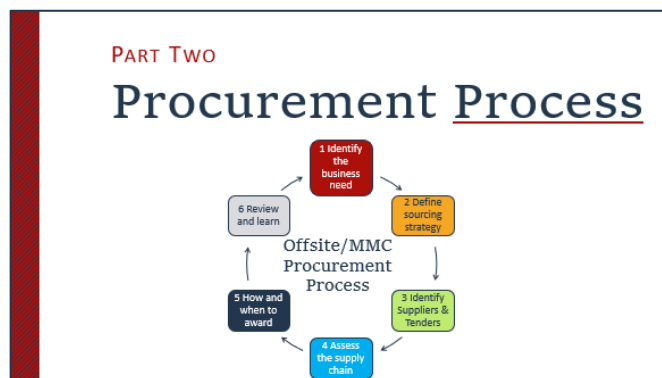 PART TWO
Procurement Process
1 Identify
the
business
need
2 Define
sourcing
strategy
3 Identify
Suppliers &
Tenders
4 Assess
the supply
chain
5 How and
when to
award
6 Review
and learn
Offsite/MMC
Procurement
Process